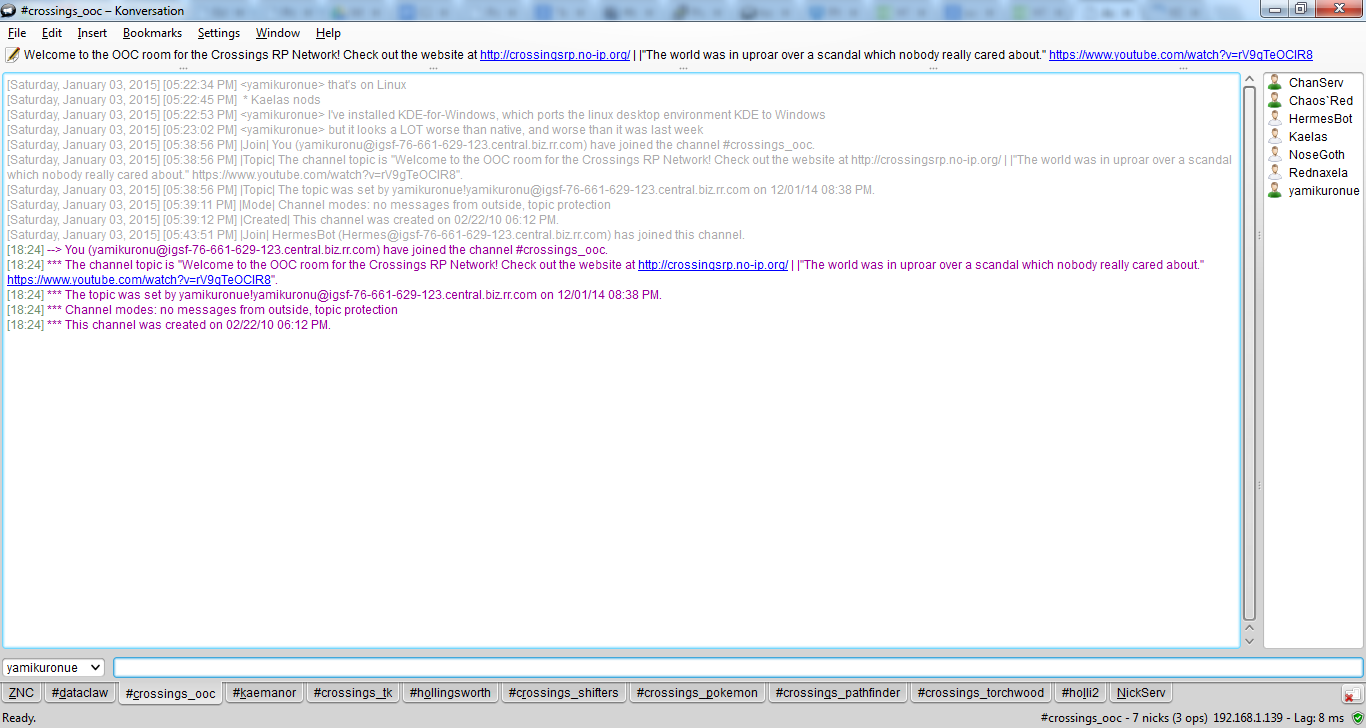 #crossings_ooc – Konversation
File Edit Insert Bookmarks Settings Window Help
Welcome to the OOC room for the Crossings RP Network! Check out the website at http://crossingsrp.no-ip.org/ | |"The world was in uproar over a scandal which nobody really cared about." https://www.youtube.com/watch?v=rV9gTeOCIR8
[Saturday, January 03, 2015] [05:22:34 PM] <yamikuronue> that's on Linux
[Saturday, January 03, 2015] [05:22:45 PM] * Kaelas nods
[Saturday, January 03, 2015] [05:22:53 PM] <yamikuronue> I've installed KDE-for-Windows, which ports the linux desktop environment KDE to Windows
[Saturday, January 03, 2015] [05:23:02 PM] <yamikuronue> but it looks a LOT worse than native, and worse than it was last week
[Saturday, January 03, 2015] [05:38:56 PM] |Join| You (yamikuronu@igsf-76-661-629-123.central.biz.rr.com) have joined the channel #crossings_ooc.
[Saturday, January 03, 2015] [05:38:56 PM] |Topic| The channel topic is "Welcome to the OOC room for the Crossings RP Network! Check out the website at http://crossingsrp.no-ip.org/ | |"The world was in uproar over a scandal
which nobody really cared about." https://www.youtube.com/watch?v=rV9gTeOCIR8".
[Saturday, January 03, 2015] [05:38:56 PM] |Topic| The topic was set by yamikuronue!yamikuronu@igsf-76-661-629-123.central.biz.rr.com on 12/01/14 08:38 PM.
[Saturday, January 03, 2015] [05:39:11 PM] |Mode| Channel modes: no messages from outside, topic protection
[Saturday, January 03, 2015] [05:39:12 PM] |Created| This channel was created on 02/22/10 06:12 PM.
[Saturday, January 03, 2015] [05:43:51 PM] |Join| HermesBot (Hermes@igsf-76-661-629-123.central.biz.rr.com) has joined this channel.
[18:24] --> You (yamikuronu@igsf-76-661-629-123.central.biz.rr.com) have joined the channel #crossings_ooc.
[18:24] *** The channel topic is "Welcome to the OOC room for the Crossings RP Network! Check out the website at http://crossingsrp.no-ip.org/ | |"The world was in uproar over a scandal which nobody really cared about."
https://www.youtube.com/watch?v=rV9gTeOCIR8".
[18:24] *** The topic was set by yamikuronue!yamikuronu@igsf-76-661-629-123.central.biz.rr.com on 12/01/14 08:38 PM.
[18:24] *** Channel modes: no messages from outside, topic protection
[18:24] *** This channel was created on 02/22/10 06:12 PM.
ChanServ
Chaos`Red
HermesBot
Kaelas
NoseGoth
Rednaxela
yamikuronue
yamikuronue
ZNC #dataclaw #crossings_ooc #kaemanor #crossings_tk #hollingsworth #crossings_shifters #crossings_pokemon #crossings_pathfinder #crossings_torchwood #holli2 NickServ
Ready. #crossings_ooc - 7 nicks (3 ops) 192.168.1.139 - Lag: 8 ms